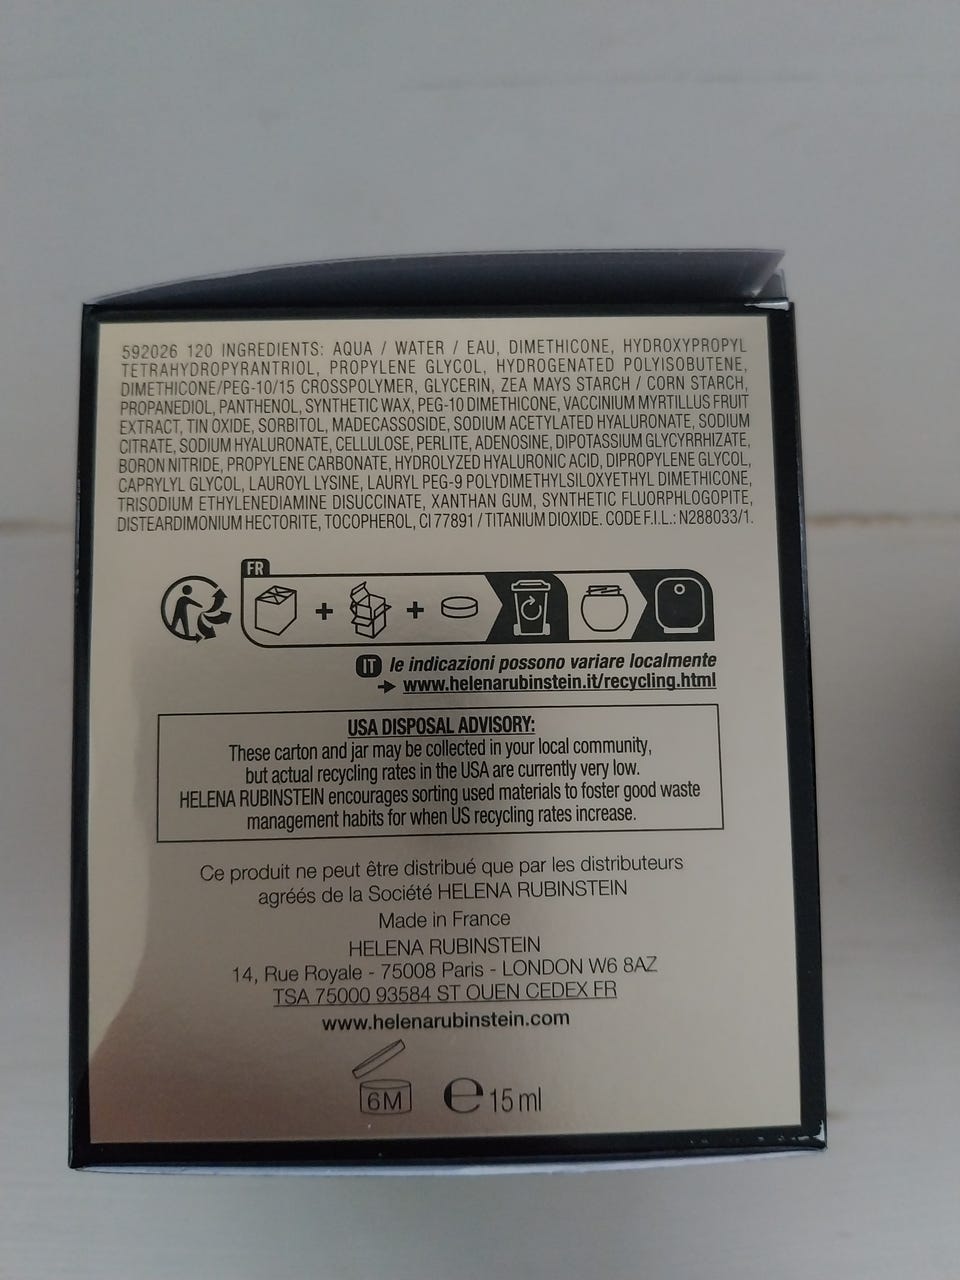 592026 120 INGREDIENTS: AQUA / WATER / EAU, DIMETHICONE, HYDROXYPROPYL
TETRAHYDROPYRANTRIOL, PROPYLENE GLYCOL, HYDROGENATED POLYISOBUTENE,
DIMETHICONE/PEG-10/15 CROSSPOLYMER, GLYCERIN, ZEA MAYS STARCH / CORN STARCH,
PROPANEDIOL, PANTHENOL, SYNTHETIC WAX, PEG-10 DIMETHICONE, VACCINIUM MYRTILLUS FRUIT
EXTRACT, TIN OXIDE, SORBITOL, MADECASSOSIDE, SODIUM ACETYLATED HYALURONATE, SODIUM
CITRATE, SODIUM HYALURONATE, CELLULOSE, PERLITE, ADENOSINE, DIPOTASSIUM GLYCYRRHIZATE,
BORON NITRIDE, PROPYLENE CARBONATE, HYDROLYZED HYALURONIC ACID, DIPROPYLENE GLYCOL,
CAPRYLYL GLYCOL, LAUROYL LYSINE, LAURYL PEG-9 POLYDIMETHYLSILOXYETHYL DIMETHICONE,
TRISODIUM ETHYLENEDIAMINE DISUCCINATE, XANTHAN GUM, SYNTHETIC FLUORPHLOGOPITE,
DISTEARDIMONIUM HECTORITE, TOCOPHEROL, CI 77891 / TITANIUM DIOXIDE. CODE F.I.L.: N288033/1.
FR
IT le indicazioni possono variare localmente
www.helenarubinstein.it/recycling.html
USA DISPOSAL ADVISORY:
These carton and jar may be collected in your local community,
but actual recycling rates in the USA are currently very low.
HELENA RUBINSTEIN encourages sorting used materials to foster good waste
management habits for when US recycling rates increase.
Ce produit ne peut être distribué que par les distributeurs
agréés de la Société HELENA RUBINSTEIN
Made in France
HELENA RUBINSTEIN
14, Rue Royale - 75008 Paris - LONDON W6 8AZ
TSA 75000 93584 ST OUEN CEDEX FR
www.helenarubinstein.com
6M e 15 ml